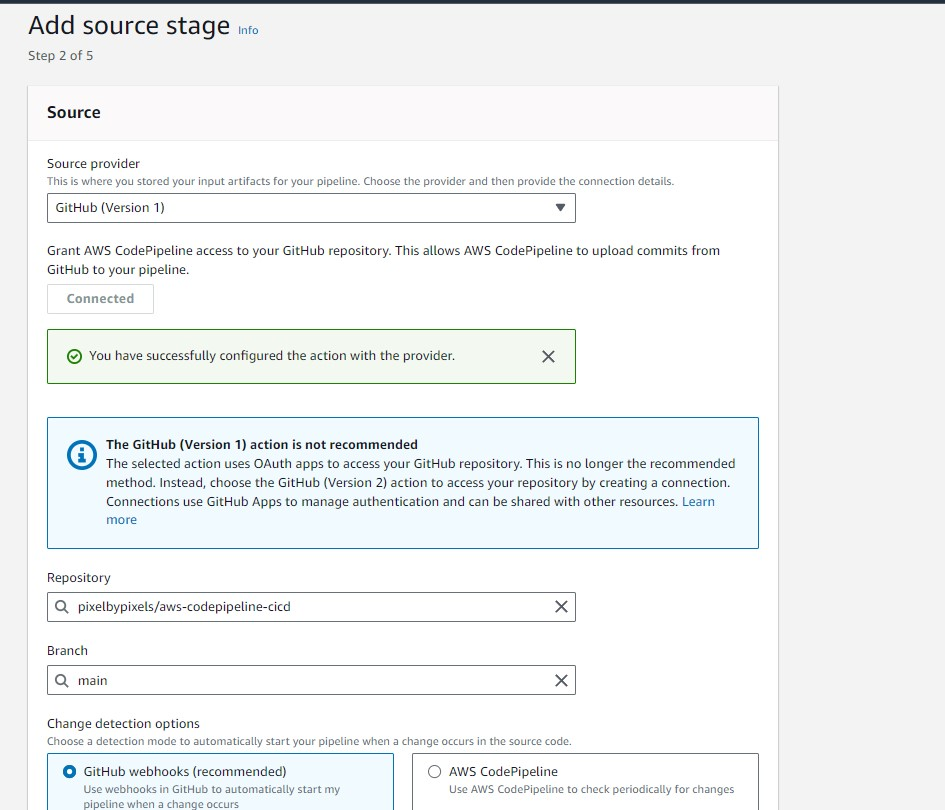 Add source stage Info
Step 2 of 5
Source
Source provider
This is where you stored your input artifacts for your pipeline. Choose the provider and then provide the connection details.
GitHub (Version 1)
Grant AWS CodePipeline access to your GitHub repository. This allows AWS CodePipeline to upload commits from
GitHub to your pipeline.
Connected
You have successfully configured the action with the provider.
The GitHub (Version 1) action is not recommended
The selected action uses OAuth apps to access your GitHub repository. This is no longer the recommended
method. Instead, choose the GitHub (Version 2) action to access your repository by creating a connection.
Connections use GitHub Apps to manage authentication and can be shared with other resources. Learn
more
Repository
pixelbypixels/aws-codepipeline-cicd
Branch
main
Change detection options
Choose a detection mode to automatically start your pipeline when a change occurs in the source code.
GitHub webhooks (recommended)
Use webhooks in GitHub to automatically start my
pipeline when a change occurs
AWS CodePipeline
Use AWS CodePipeline to check periodically for changes